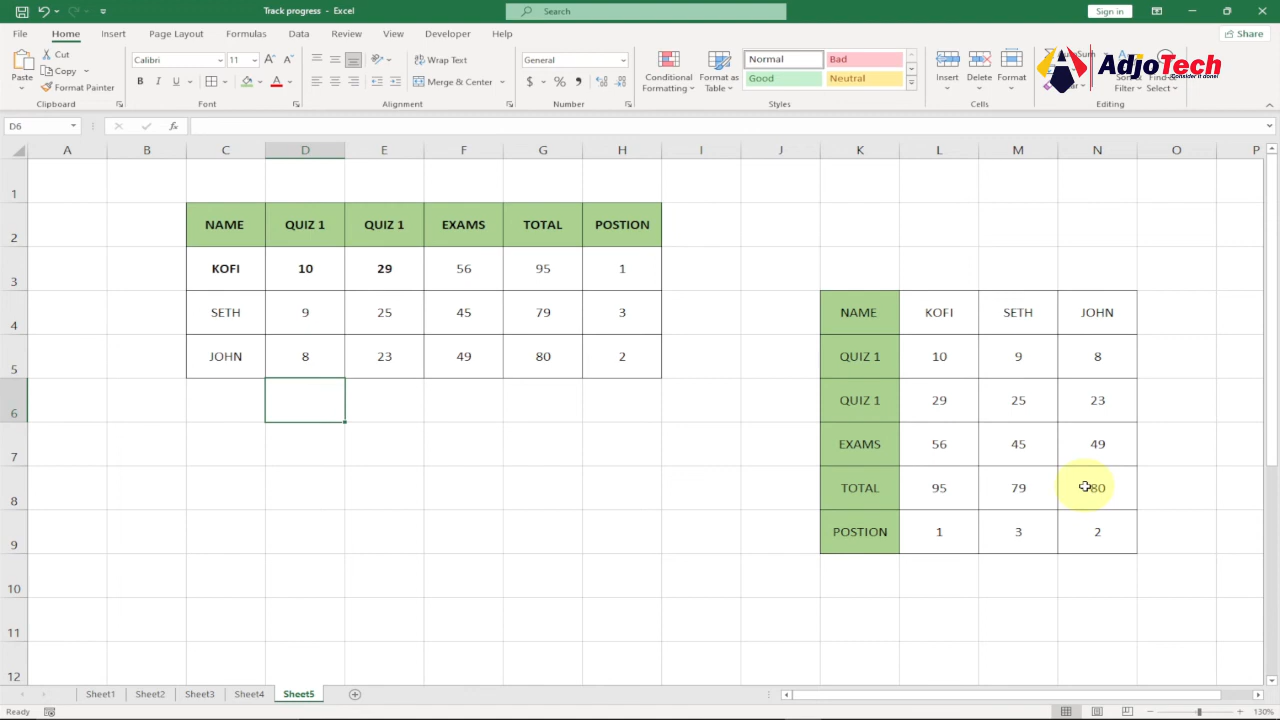 Track progress - Excel
Search
Sign in
File Home Insert Page Layout Formulas Data Review View Developer Help
Share
Paste
Cut
Copy
Format Painter
Clipboard
Calibri 11
B I U
Font
Wrap Text
Merge & Center
Alignment
General
$ % ,
Number
Conditional Formatting
Format as Table
Normal Bad
Good Neutral
Styles
Insert Delete Format
Cells
Filter Select
Editing
AdjoTech
Consider it done!
D6
fx
A B C D E F G H I J K L M N O P
1
2
3
4
5
6
7
8
9
10
11
12
NAME QUIZ 1 QUIZ 1 EXAMS TOTAL POSTION
KOFI 10 29 56 95 1
SETH 9 25 45 79 3
JOHN 8 23 49 80 2
NAME KOFI SETH JOHN
QUIZ 1 10 9 8
QUIZ 1 29 25 23
EXAMS 56 45 49
TOTAL 95 79 80
POSTION 1 3 2
Sheet1 Sheet2 Sheet3 Sheet4 Sheet5
Ready
130%